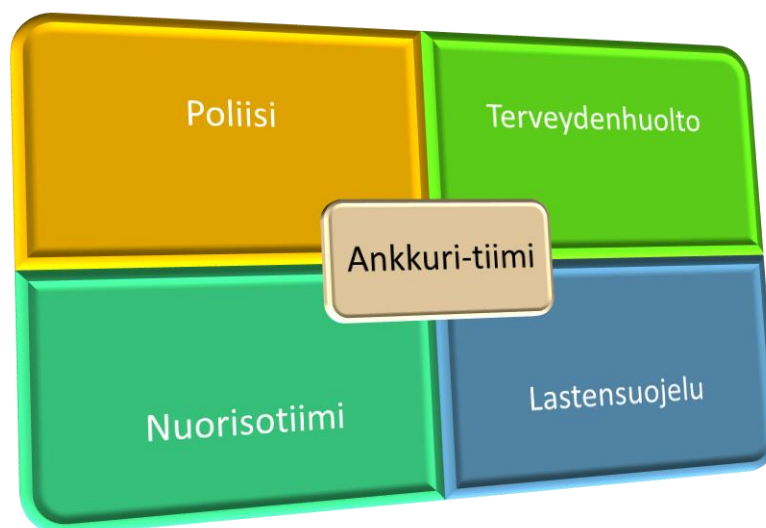 Poliisi
Terveydenhuolto
Ankkuri-tiimi
Nuorisotiimi
Lastensuojelu